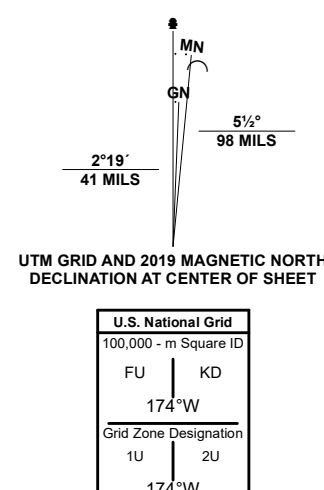 MN
GN
5½°
98 MILS
2°19´
41 MILS
UTM GRID AND 2019 MAGNETIC NORTH
DECLINATION AT CENTER OF SHEET
U.S. National Grid
100,000 - m Square ID
FU KD
174°W
Grid Zone Designation
1U 2U
174°W